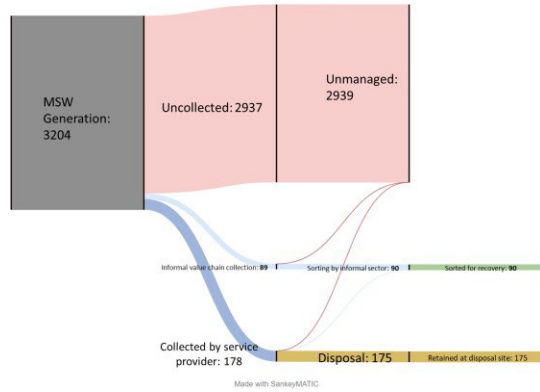 MSW
Generation:
3204
Uncollected: 2937
Unmanaged:
2939
Informal value chain collection: 89
Sorting by informal sector: 90
Sorted for recovery: 90
Collected by service
provider: 178
Disposal: 175
Retained at disposal site: 175
Made with SankeyMATIC